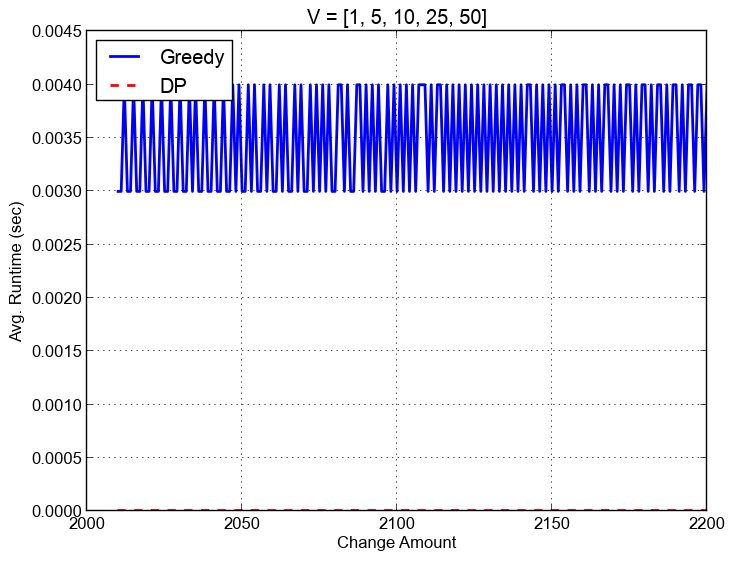 V = [1, 5, 10, 25, 50]
Greedy
DP
0.0045
0.0040
0.0035
0.0030
0.0025
0.0020
0.0015
0.0010
0.0005
0.0000
Avg. Runtime (sec)
2000 2050 2100 2150 2200
Change Amount